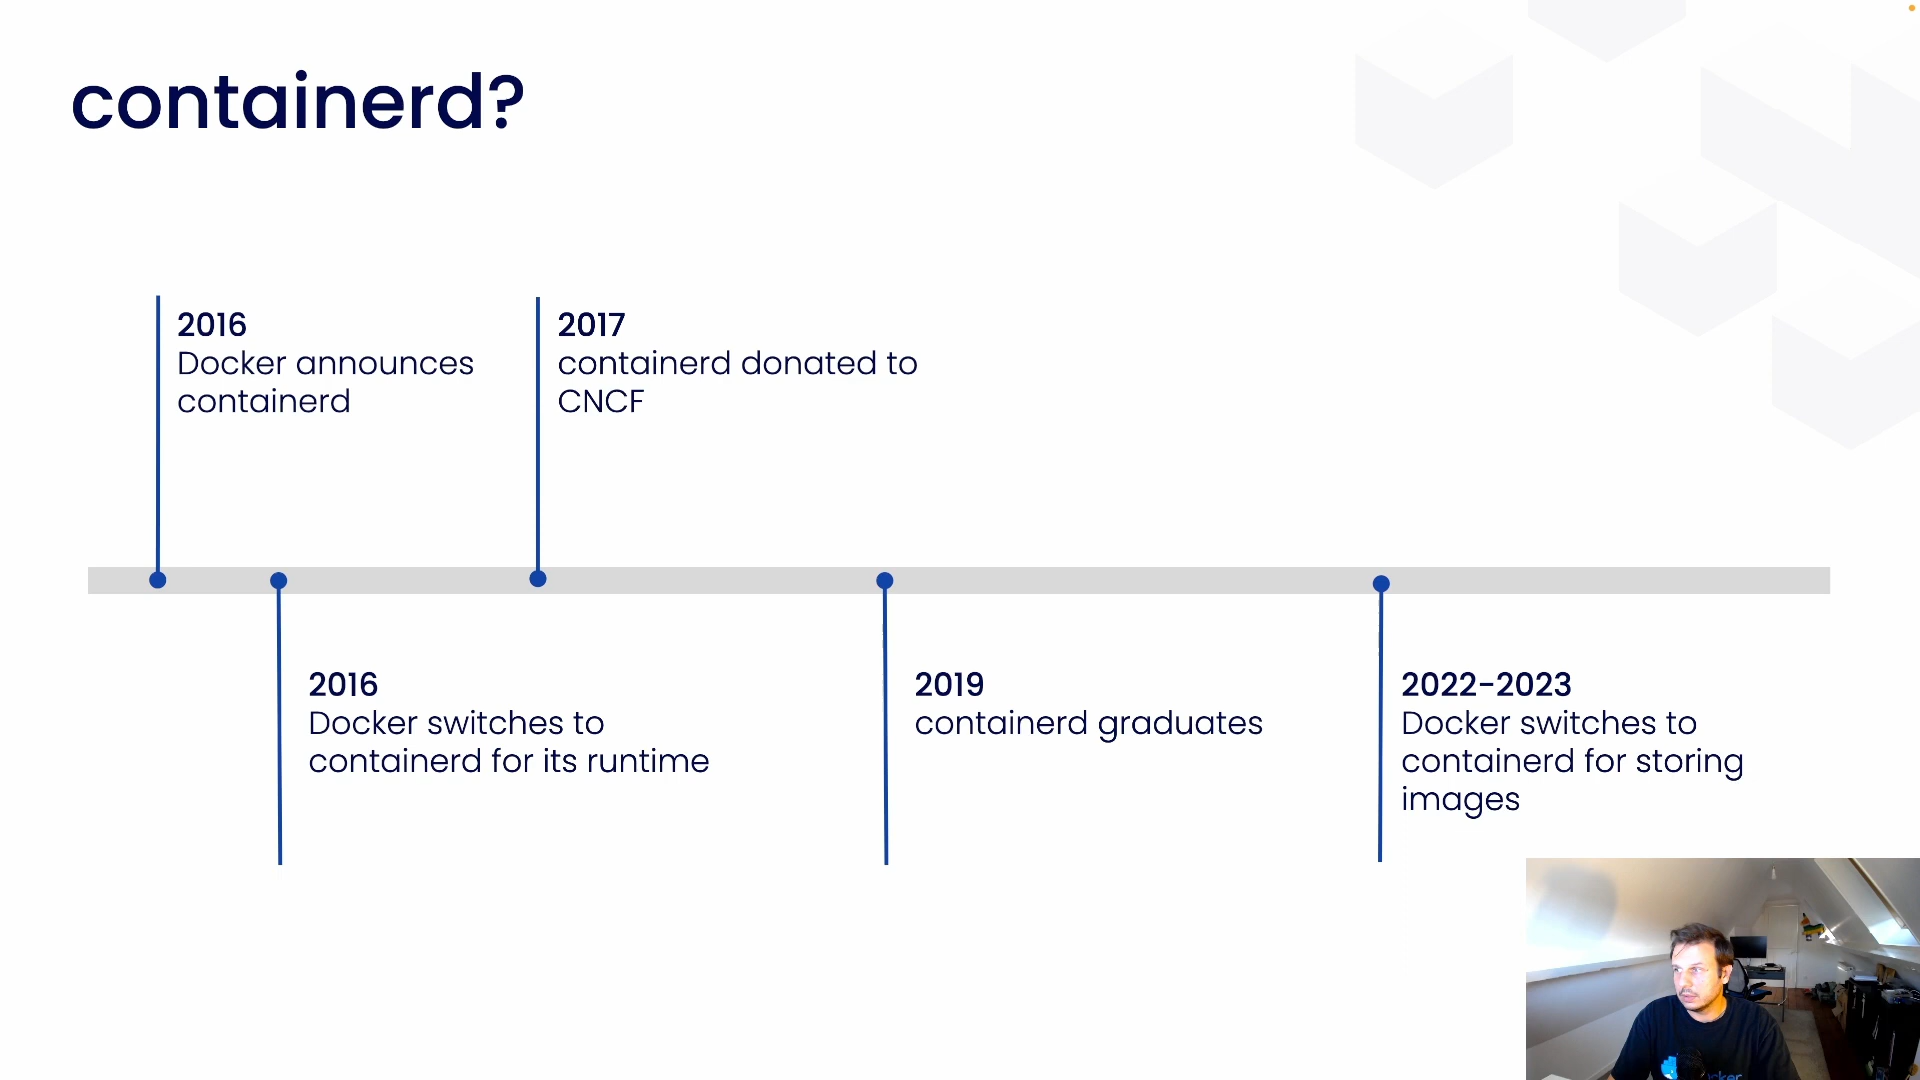 containerd?
2016
Docker announces
containerd
2017
containerd donated to
CNCF
2016
Docker switches to
containerd for its runtime
2019
containerd graduates
2022-2023
Docker switches to
containerd for storing
images